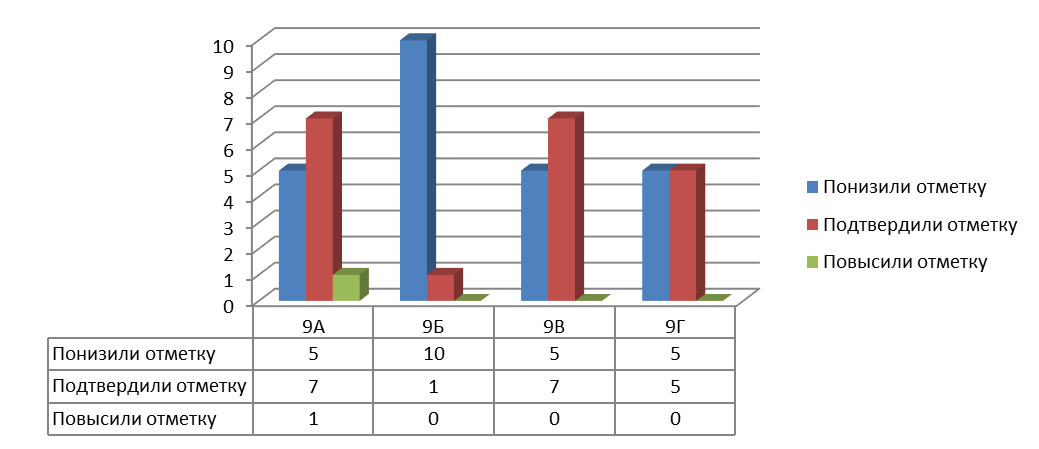 10
9
8
7
6
5
4
3
2
1
0
Понизили отметку
Подтвердили отметку
Повысили отметку
9А 9Б 9В 9Г
Понизили отметку 5 10 5 5
Подтвердили отметку 7 1 7 5
Повысили отметку 1 0 0 0